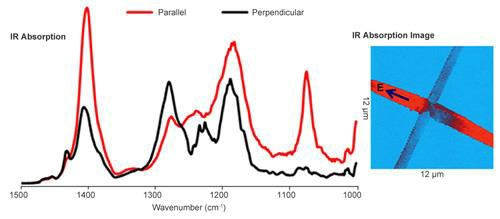 Parallel
Perpendicular
IR Absorption
IR Absorption Image
E
12 µm
12 µm
1500
1400
1300
1200
1100
1000
Wavenumber (cm-1)